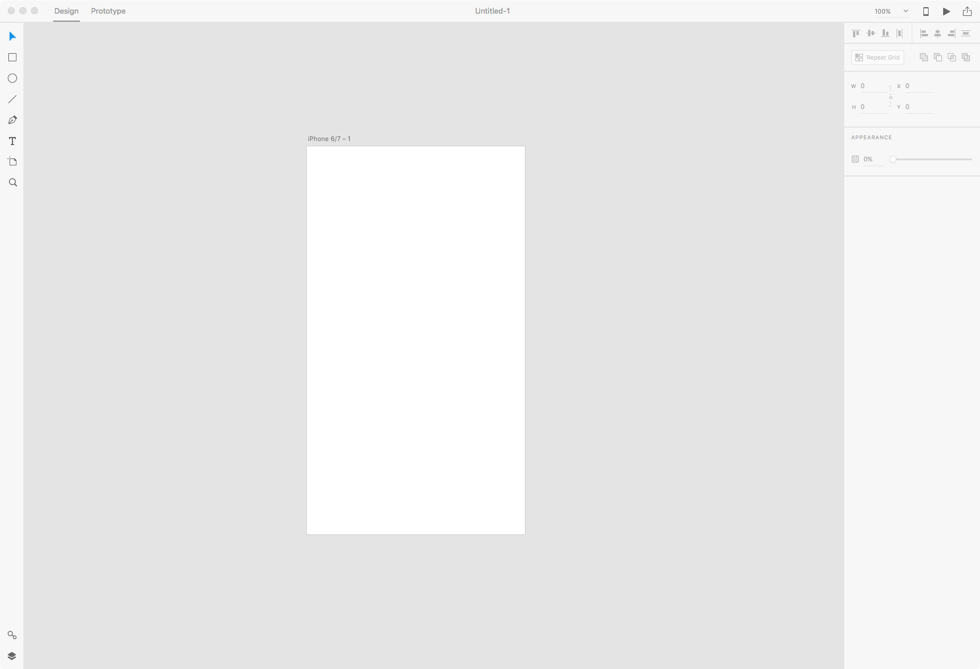 Design Prototype Untitled-1 100%
Repeat Grid
W 0 X 0
H 0 Y 0
iPhone 6/7 – 1
APPEARANCE
0%